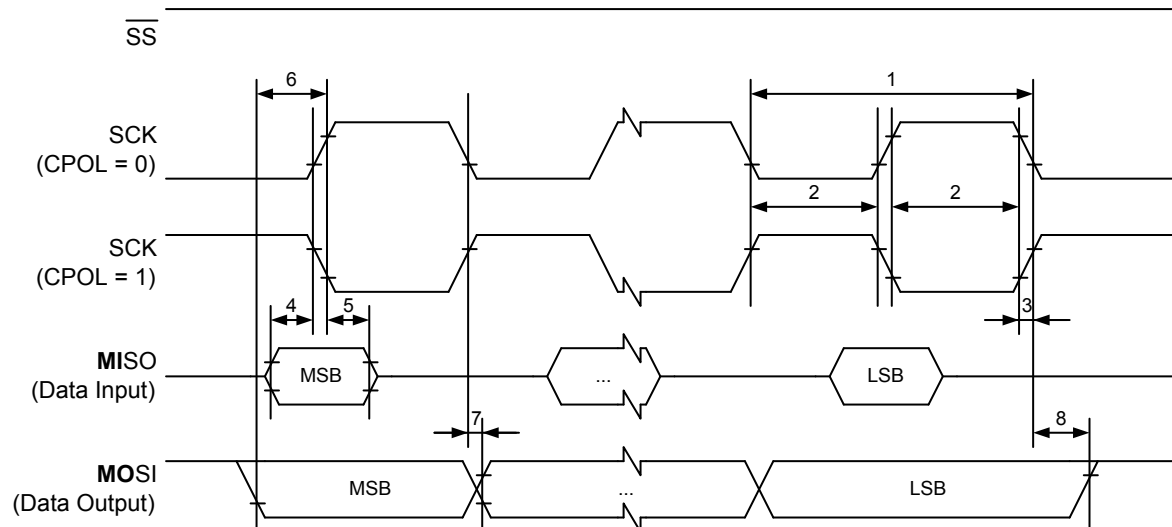 SS
6
1
SCK
(CPOL = 0)
2
2
SCK
(CPOL = 1)
4
5
3
MISO
(Data Input)
MSB
...
LSB
7
8
MOSI
(Data Output)
MSB
...
LSB